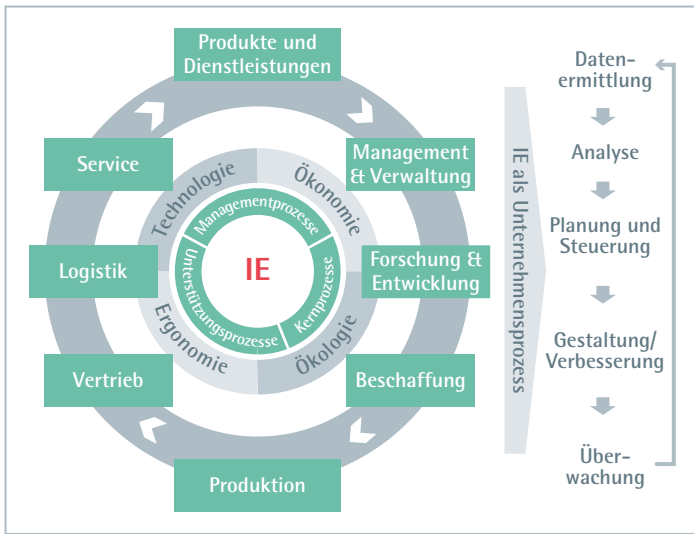 Produkte und
Dienstleistungen
Management
& Verwaltung
Forschung &
Entwicklung
Beschaffung
Produktion
Vertrieb
Logistik
Service
Technologie
Ökonomie
Ökologie
Ergonomie
Managementprozesse
Kernprozesse
Unterstützungsprozesse
IE
IE als Unternehmensprozess
Daten-
ermittlung
Analyse
Planung und
Steuerung
Gestaltung/
Verbesserung
Über-
wachung